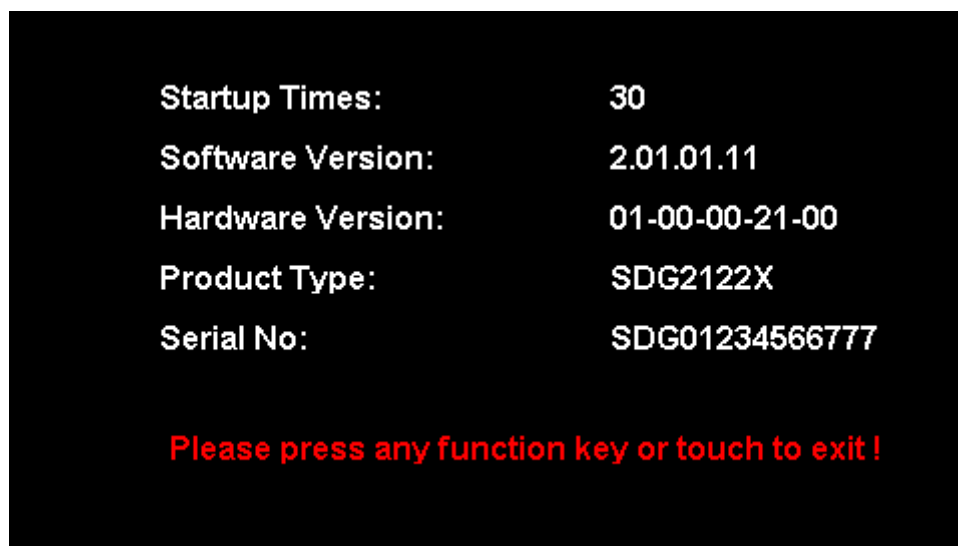 Startup Times: 30
Software Version: 2.01.01.11
Hardware Version: 01-00-00-21-00
Product Type: SDG2122X
Serial No: SDG01234566777
Please press any function key or touch to exit !